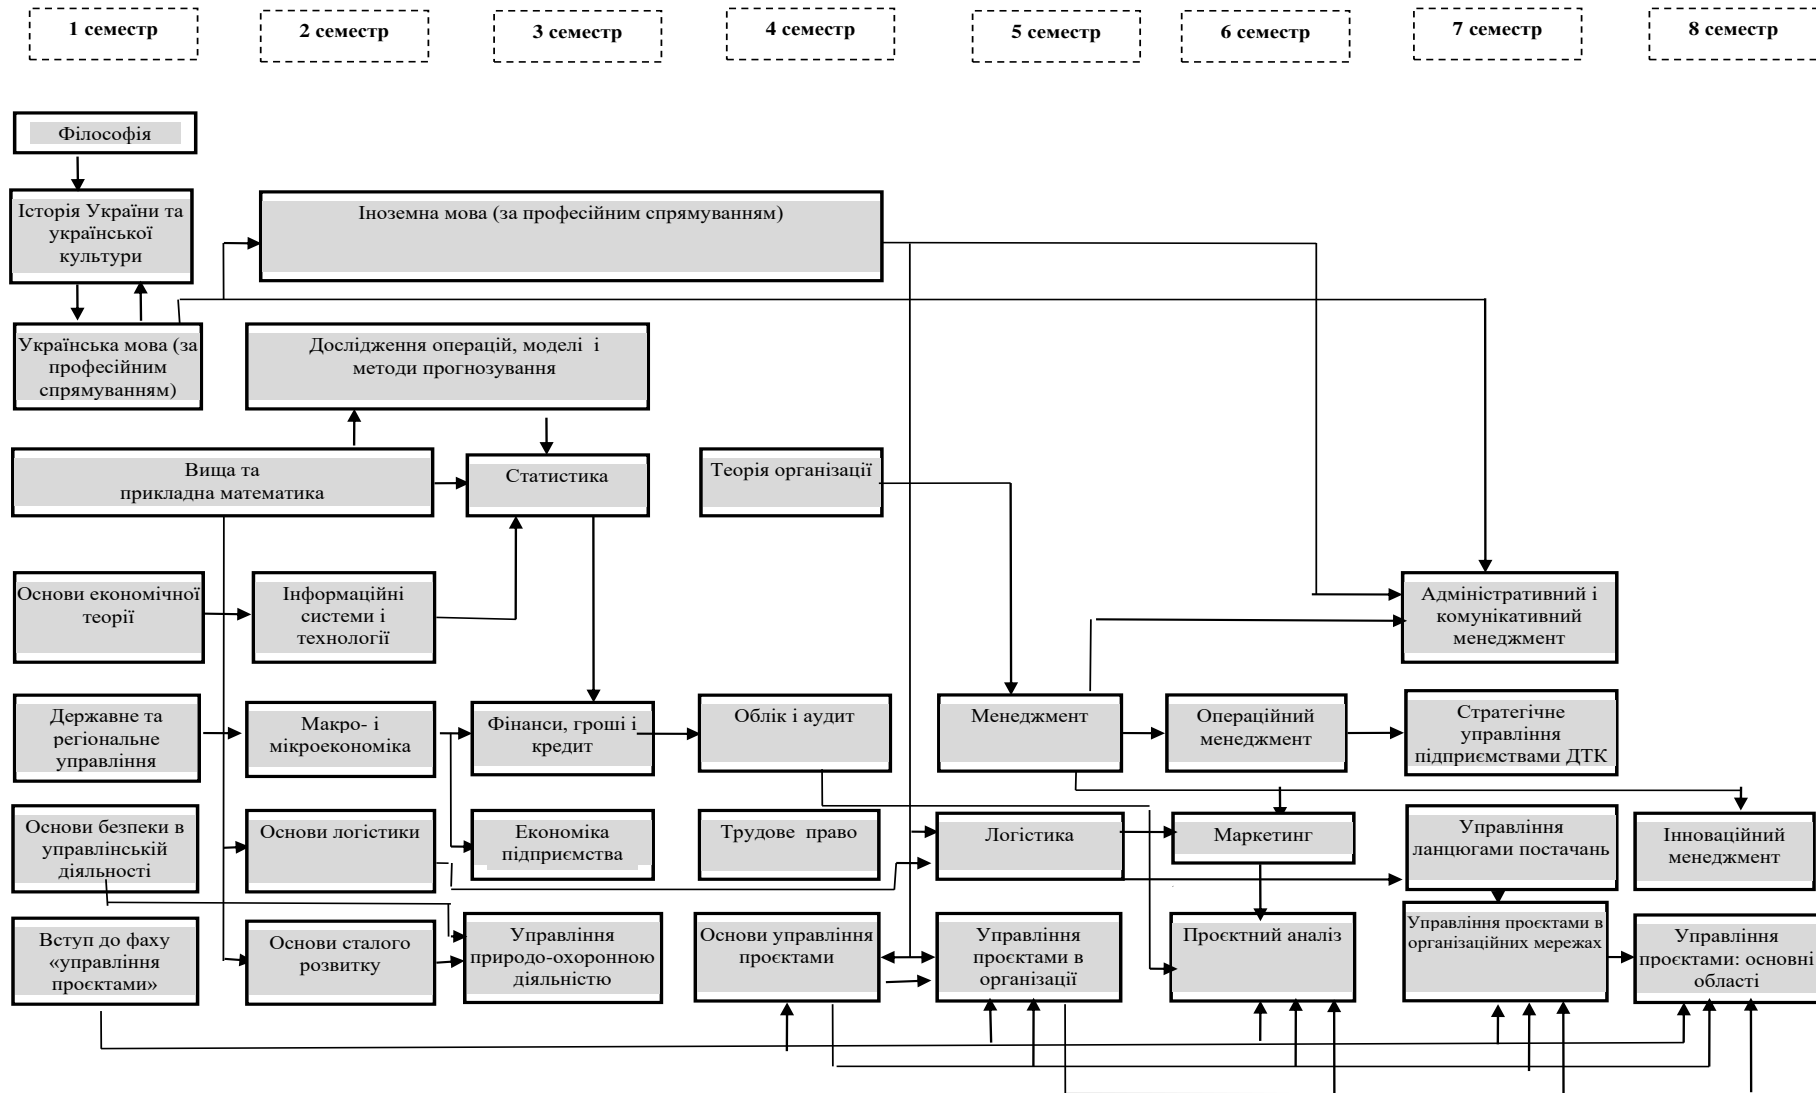 1 семестр
2 семестр
3 семестр
4 семестр
5 семестр
6 семестр
7 семестр
8 семестр
Філософія
Історія України та
української
культури
Іноземна мова (за професійним спрямуванням)
Українська мова (за
професійним
спрямуванням)
Дослідження операцій, моделі і
методи прогнозування
Вища та
прикладна математика
Статистика
Теорія організації
Основи економічної
теорії
Інформаційні
системи і
технології
Адміністративний і
комунікативний
менеджмент
Державне та
регіональне
управління
Макро- і
мікроекономіка
Фінанси, гроші і
кредит
Облік і аудит
Менеджмент
Операційний
менеджмент
Стратегічне
управління
підприємствами ДТК
Основи безпеки в
управлінській
діяльності
Основи логістики
Економіка
підприємства
Трудове право
Логістика
Маркетинг
Управління
ланцюгами постачань
Інноваційний
менеджмент
Вступ до фаху
«управління
проєктами»
Основи сталого
розвитку
Управління
природо-охоронною
діяльністю
Основи управління
проєктами
Управління
проєктами в
організації
Проєктний аналіз
Управління проєктами в
організаційних мережах
Управління
проєктами: основні
області